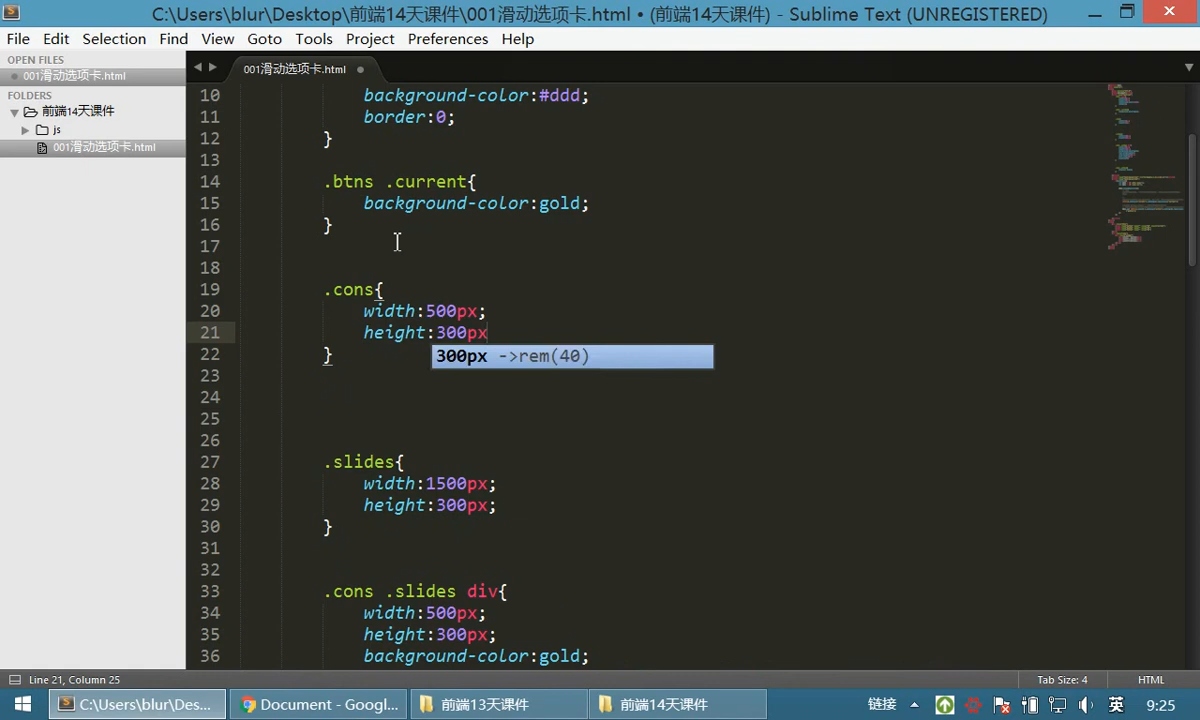 C:\Users\blur\Desktop\前端14天课件\001滑动选项卡.html • (前端14天课件) - Sublime Text (UNREGISTERED)
File Edit Selection Find View Goto Tools Project Preferences Help
OPEN FILES
001滑动选项卡.html
FOLDERS
前端14天课件
js
001滑动选项卡.html
001滑动选项卡.html
10 background-color:#ddd;
11 border:0;
12 }
13
14 .btns .current{
15 background-color:gold;
16 }
17
18
19 .cons{
20 width:500px;
21 height:300px
300px ->rem(40)
22 }
23
24
25
26
27 .slides{
28 width:1500px;
29 height:300px;
30 }
31
32
33 .cons .slides div{
34 width:500px;
35 height:300px;
36 background-color:gold;
Line 21, Column 25 Tab Size: 4 HTML
C:\Users\blur\Des... Document - Googl... 前端13天课件 前端14天课件 链接 英 9:25